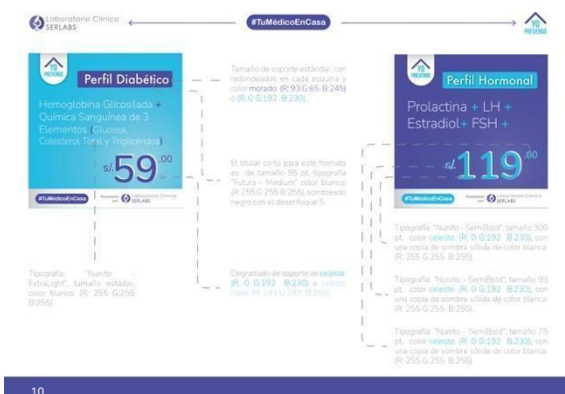 Laboratorio Clínico
SERLABS
#TuMédicoEnCasa
YO
PREVENGO
YO
PREVENGO
Perfil Diabético
Hemoglobina Glicosilada +
Química Sanguínea de 3
Elementos (Glucosa,
Colesterol Total y Triglicéridos)
s/.59.00
#TuMédicoEnCasa
Laboratorio Clínico
SERLABS
Tamaño de soporte estándar, con
redondeados en cada esquina y
color morado: (R: 93 G:65 B:245)
o (R: 0 G:192 B:230).
El titular corto para este formato
es de tamaño 95 pt, tipografía
"Futura - Medium" color blanco:
(R:255 G:255 B:255), sombreado
negro con el desenfoque 5.
YO
PREVENGO
Perfil Hormonal
Prolactina + LH +
Estradiol+ FSH +
s/.119.00
#TuMédicoEnCasa
Laboratorio Clínico
SERLABS
Tipografía "Nunito -
ExtraLight", tamaño estádar,
color blanco: (R: 255 G:255
B:255).
Degradado de soporte de celeste:
(R: 0 G:192 B:230) a celeste
claro: (R: 141 G:247 B:255)
Tipografía "Nunito - SemiBold", tamaño 300
pt, color celeste: (R: 0 G:192 B:230), con
una copia de sombra sólida de color blanca:
(R: 255 G:255 B: 255).
Tipografía "Nunito - SemiBold", tamaño 93
pt, color celeste: (R: 0 G:192 B:230), con
una copia de sombra sólida de color blanca:
(R: 255 G:255 B: 255).
Tipografía "Nunito - SemiBold", tamaño 75
pt, color celeste: (R: 0 G:192 B:230), con
una copia de sombra sólida de color blanca:
(R: 255 G:255 B: 255).
10